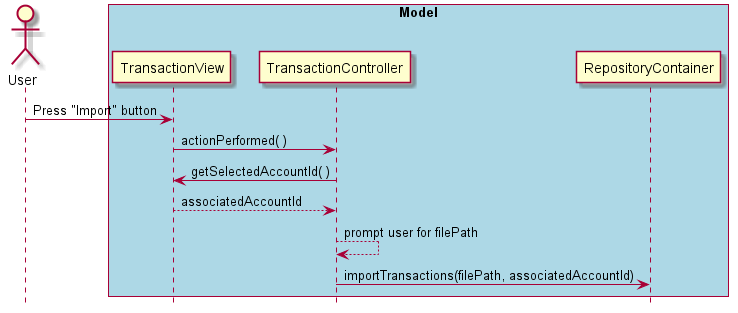 Model
User
TransactionView
TransactionController
RepositoryContainer
Press "Import" button
actionPerformed( )
getSelectedAccountId( )
associatedAccountId
prompt user for filePath
importTransactions(filePath, associatedAccountId)